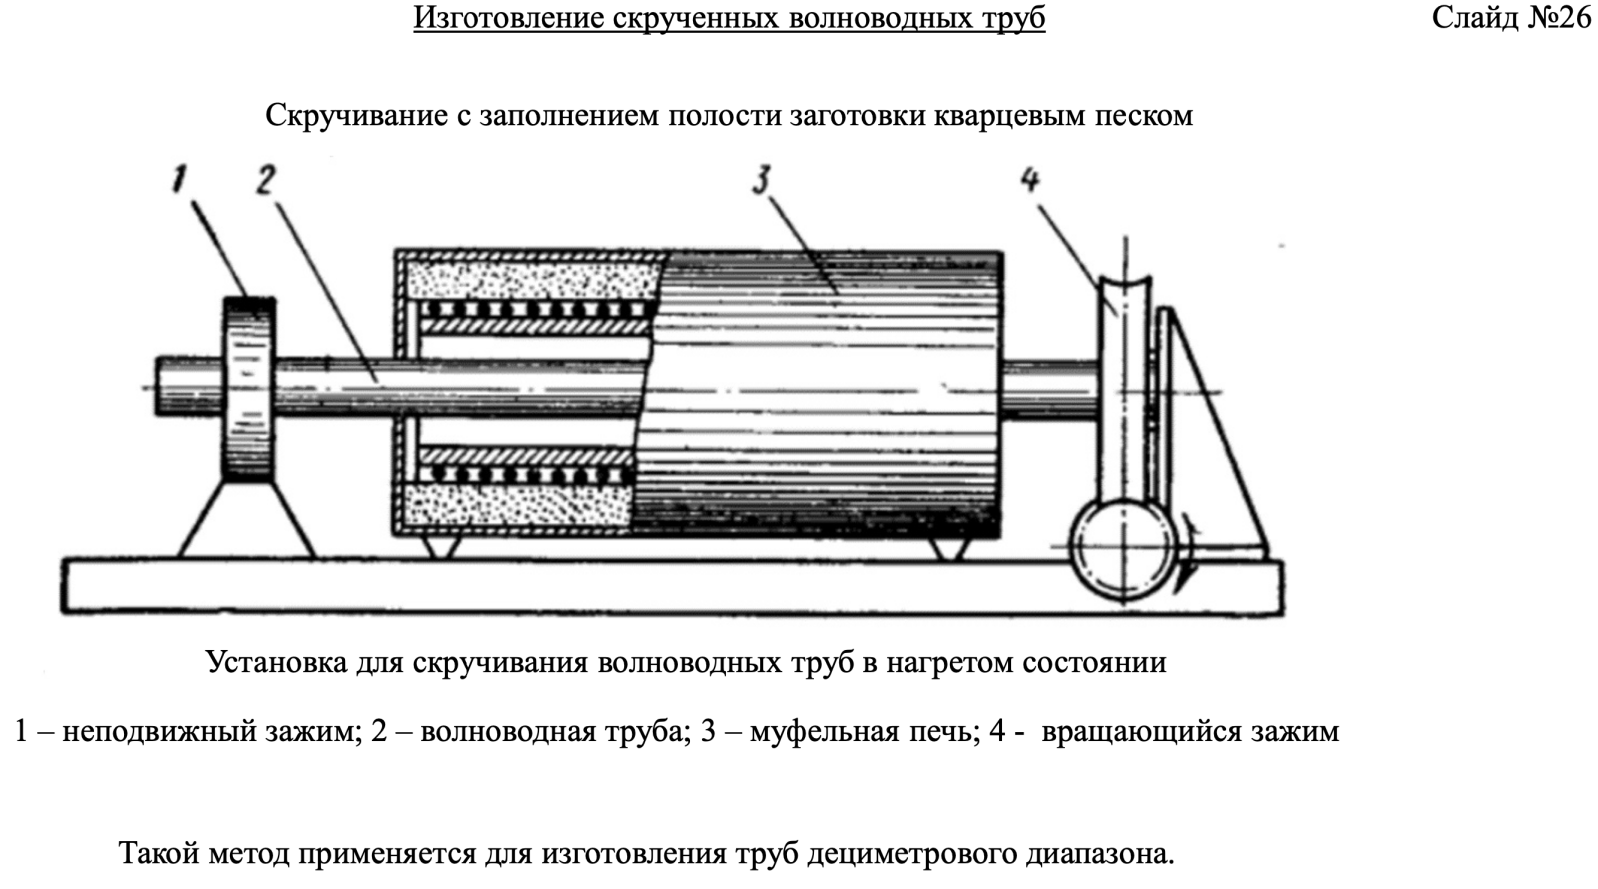 Изготовление скрученных волноводных труб Слайд №26
Скручивание с заполнением полости заготовки кварцевым песком
1 2 3 4
Установка для скручивания волноводных труб в нагретом состоянии
1 – неподвижный зажим; 2 – волноводная труба; 3 – муфельная печь; 4 - вращающийся зажим
Такой метод применяется для изготовления труб дециметрового диапазона.